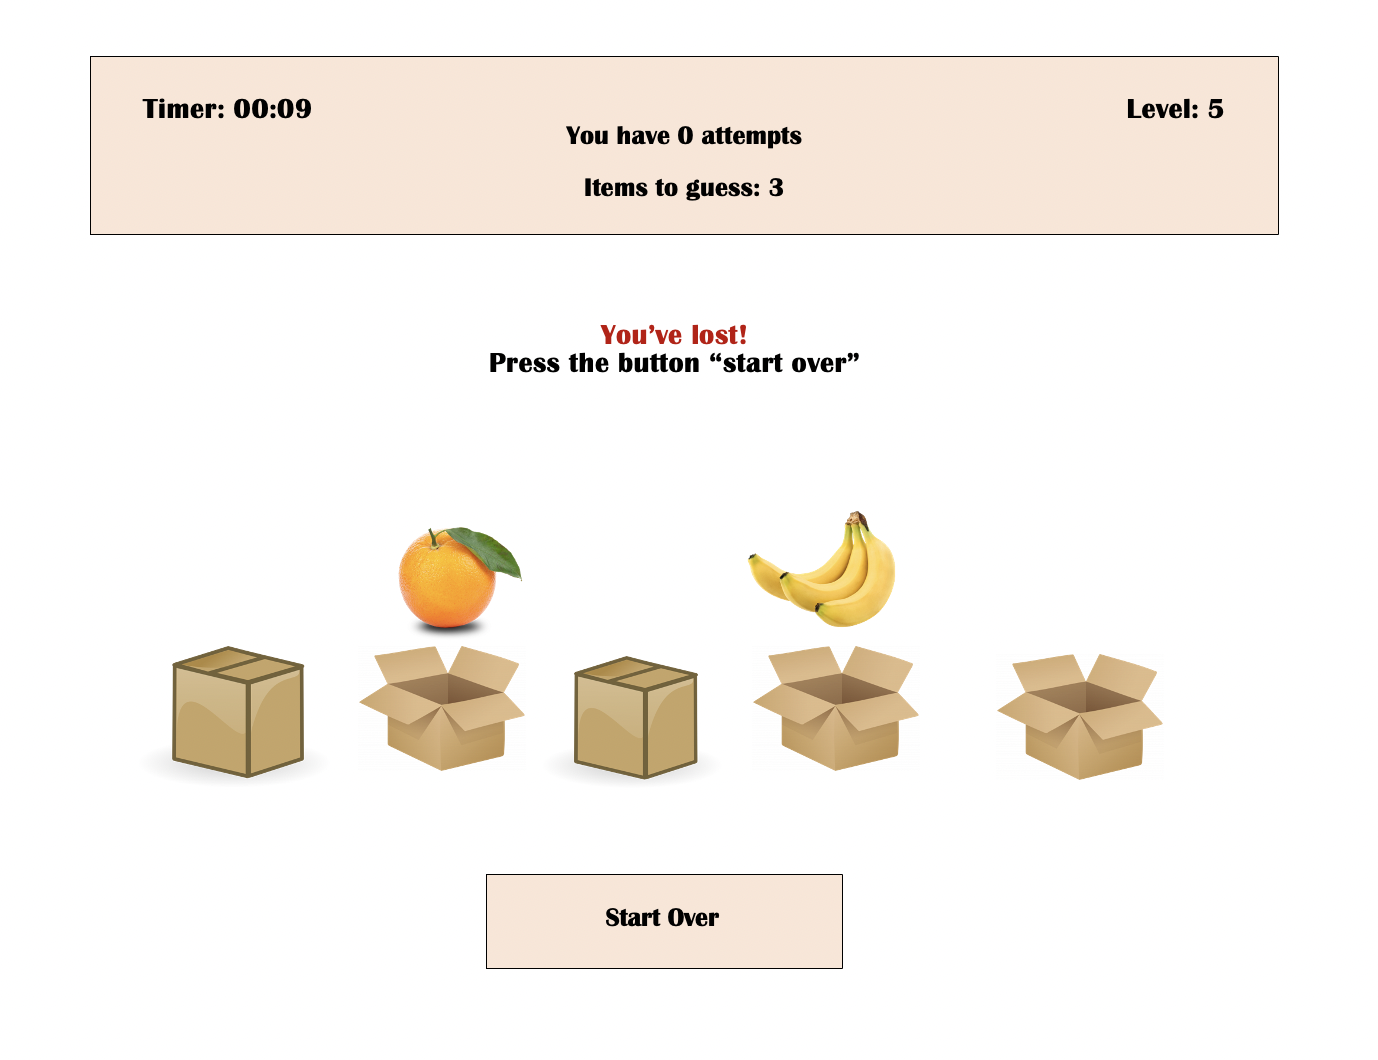 Timer: 00:09
Level: 5
You have 0 attempts
Items to guess: 3
You’ve lost!
Press the button “start over”
Start Over